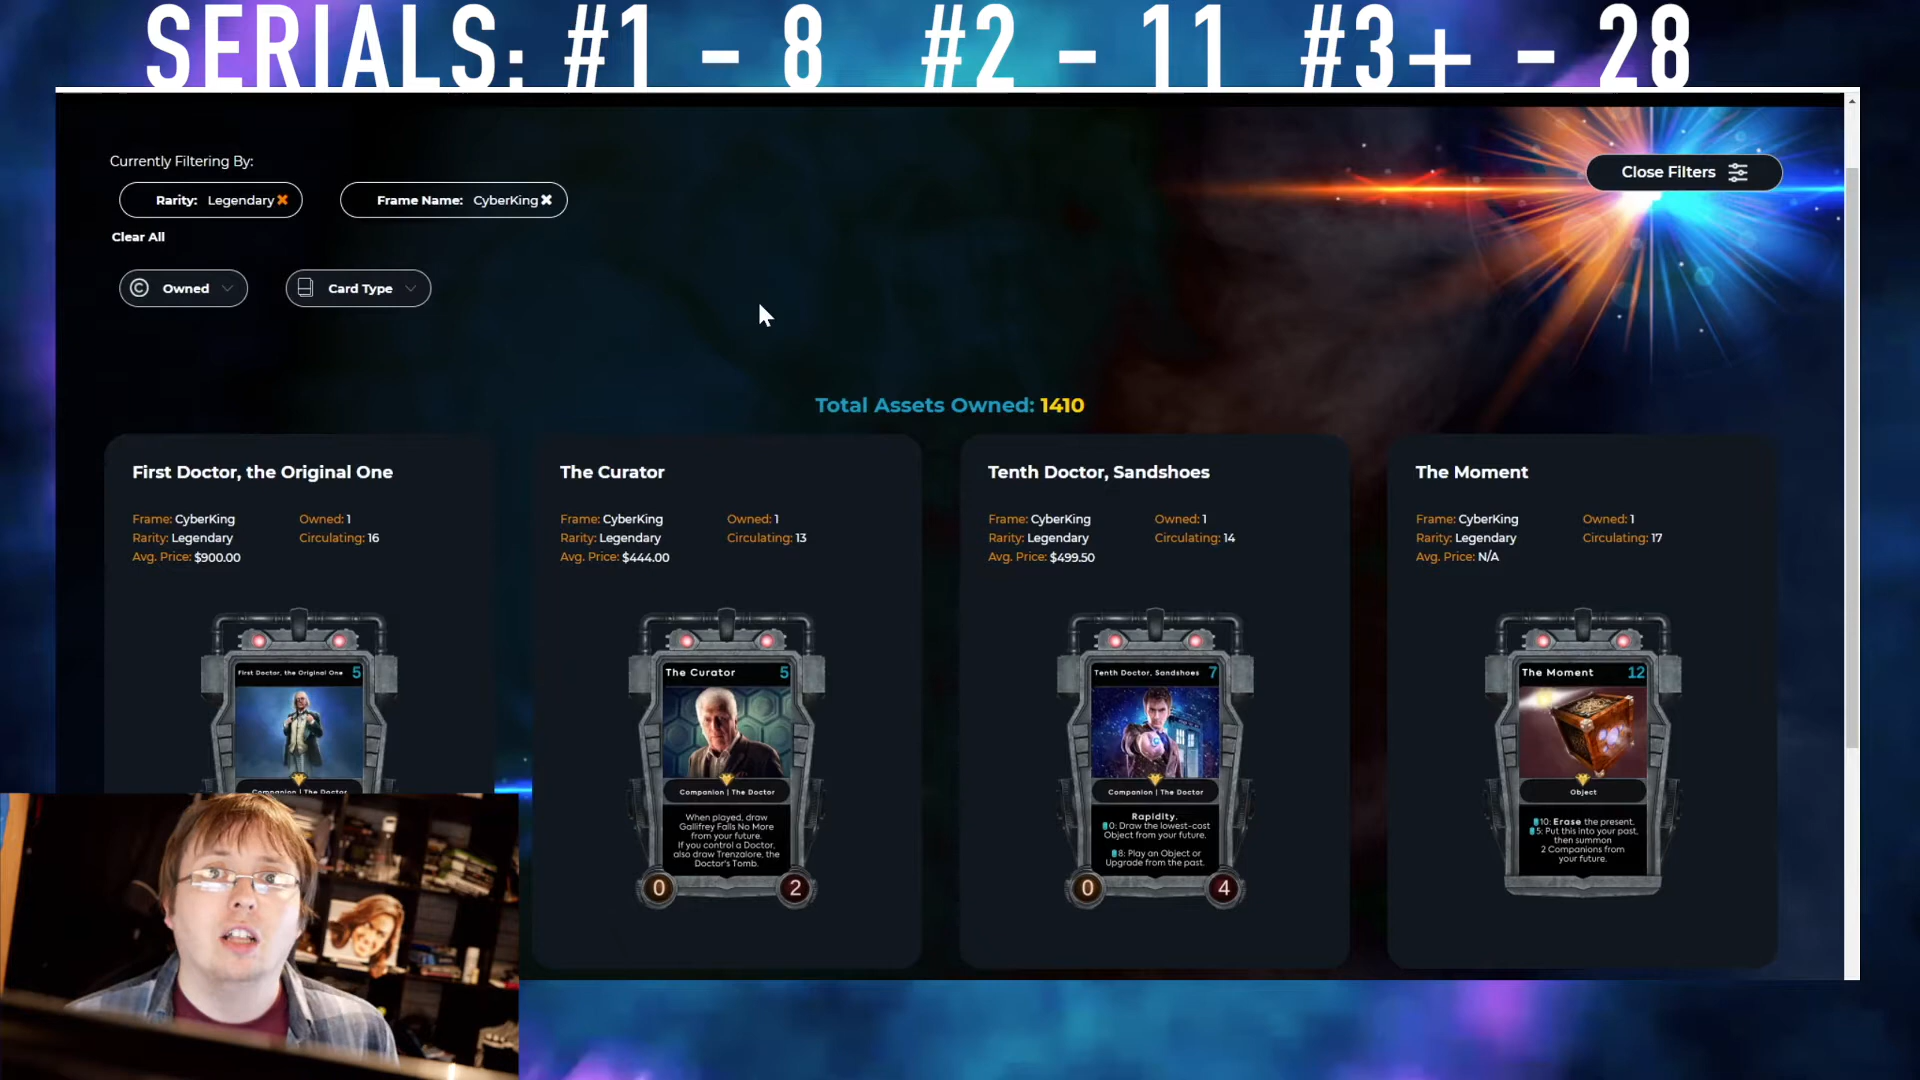 SERIALS: #1 - 8 #2 - 11 #3+ - 28
Currently Filtering By:
Rarity: Legendary ✖
Frame Name: CyberKing ✖
Close Filters
Clear All
Owned
Card Type
Total Assets Owned: 1410
First Doctor, the Original One
Frame: CyberKing
Owned: 1
Rarity: Legendary
Circulating: 16
Avg. Price: $900.00
First Doctor, the Original One 5
Companion | The Doctor
The Curator
Frame: CyberKing
Owned: 1
Rarity: Legendary
Circulating: 13
Avg. Price: $444.00
The Curator 5
Companion | The Doctor
When played, draw
Gallifrey Falls No More
from your future.
If you control a Doctor,
also draw Trenzalore, the
Doctor's Tomb.
0 2
Tenth Doctor, Sandshoes
Frame: CyberKing
Owned: 1
Rarity: Legendary
Circulating: 14
Avg. Price: $499.50
Tenth Doctor, Sandshoes 7
Companion | The Doctor
Rapidity.
0: Draw the lowest-cost
Object from your future.
8: Play an Object or
Upgrade from the past.
0 4
The Moment
Frame: CyberKing
Owned: 1
Rarity: Legendary
Circulating: 17
Avg. Price: N/A
The Moment 12
Object
10: Erase the present.
5: Put this into your past,
then summon
2 Companions from
your future.